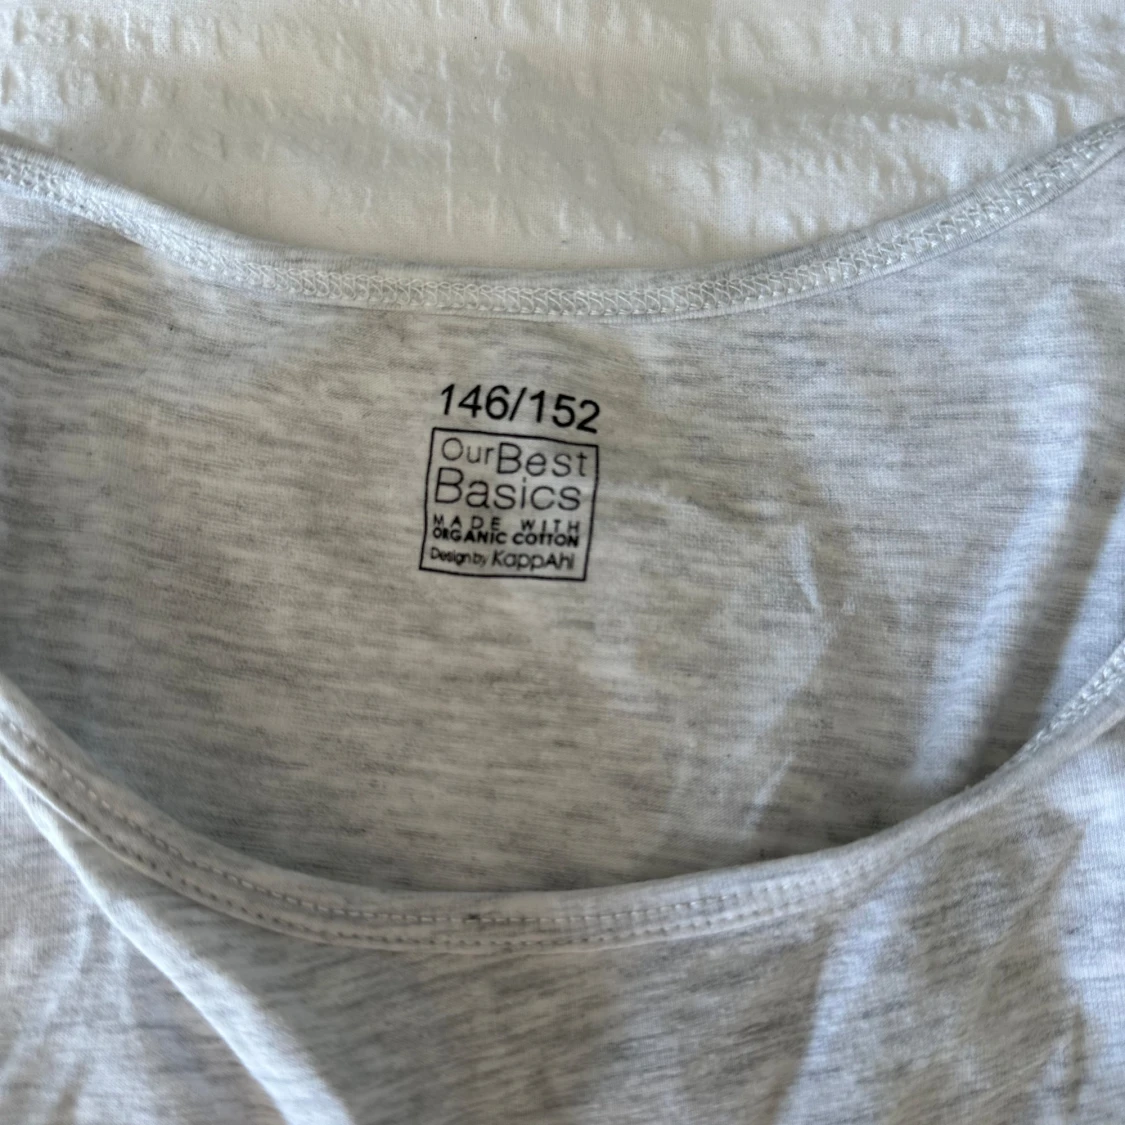 146/152
OurBest
Basics
MADE WITH
ORGANIC COTTON
Design by KappAhl